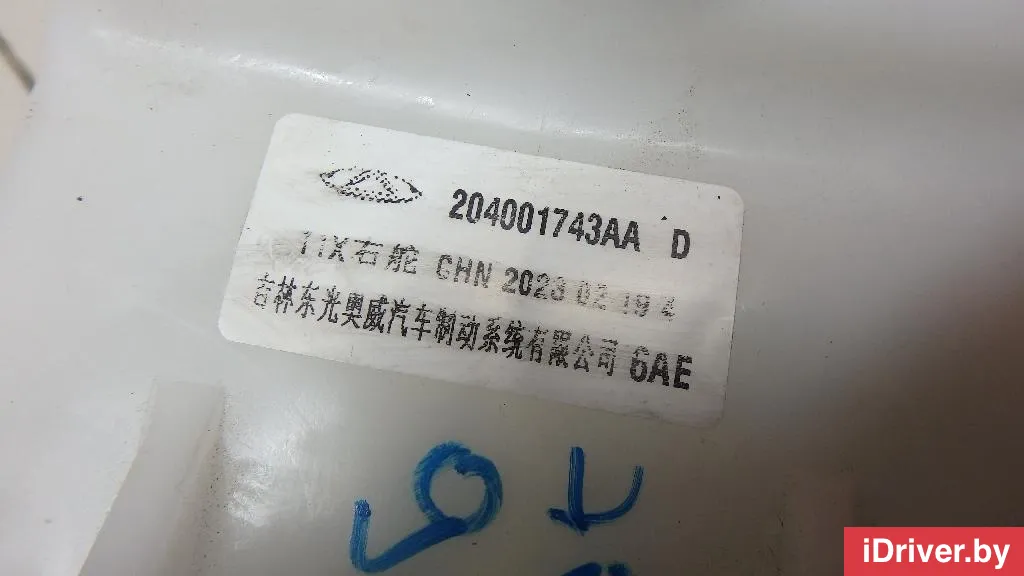 204001743AA D
T1X右舵 CHN 2023 02 19 4
吉林东光奥威汽车制动系统有限公司 6AE
iDriver.by